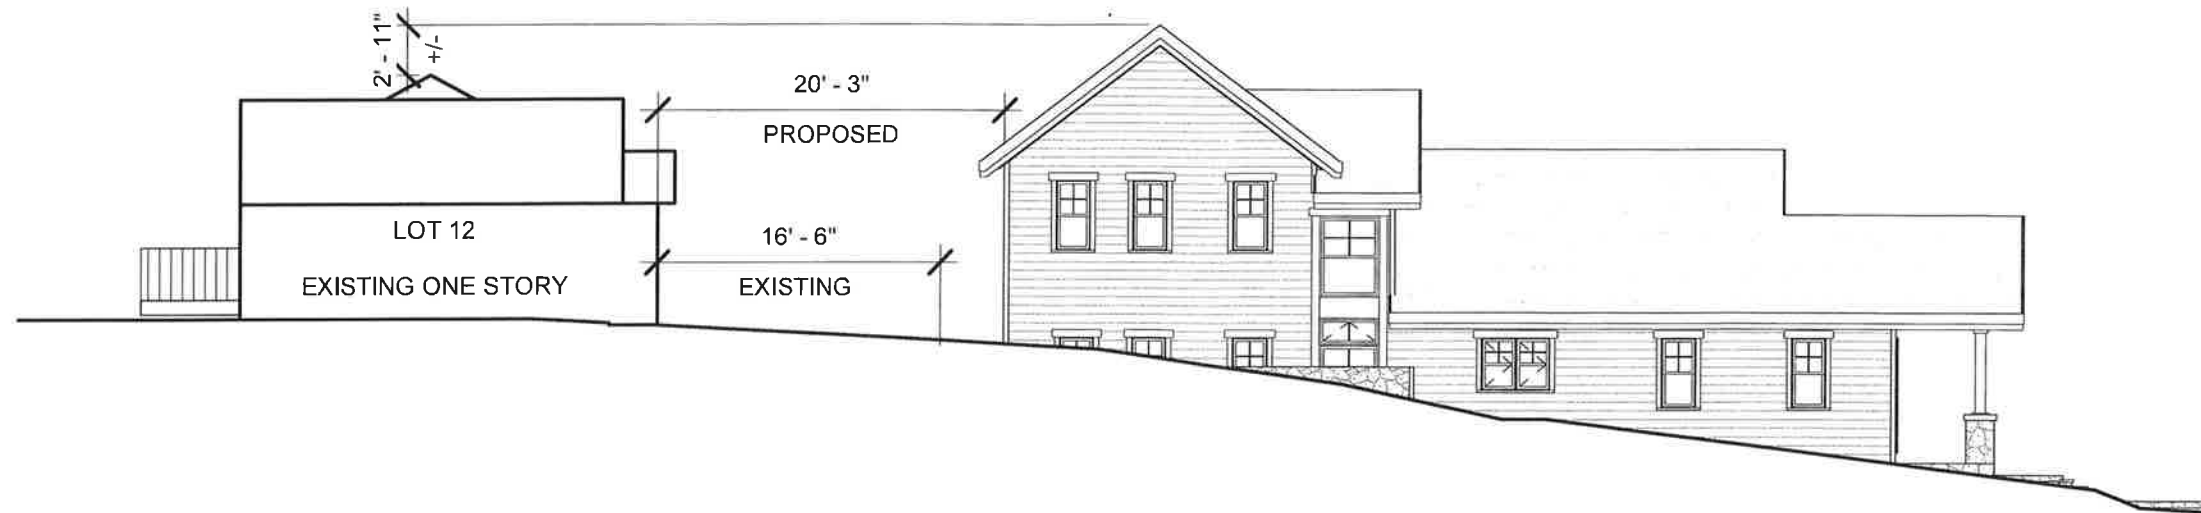 2' - 11"
+/-
20' - 3"
PROPOSED
LOT 12
16' - 6"
EXISTING ONE STORY
EXISTING